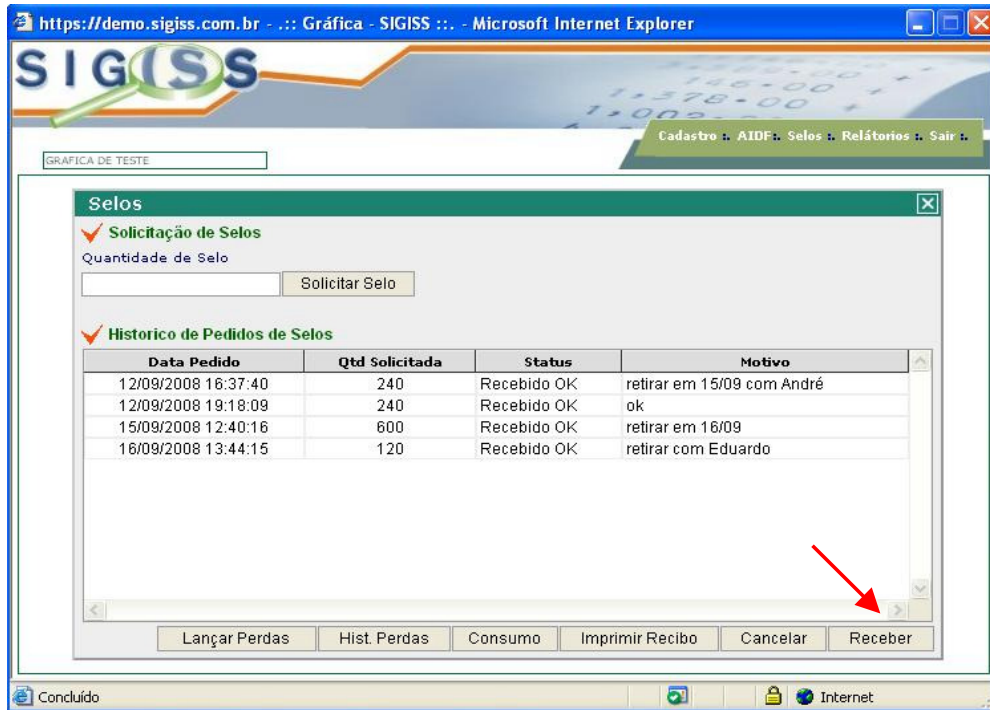 https://demo.sigiss.com.br - .:: Gráfica - SIGISS ::. - Microsoft Internet Explorer
SIGISS
Cadastro :. AIDF:. Selos :. Relátorios :. Sair :.
GRAFICA DE TESTE
Selos
Solicitação de Selos
Quantidade de Selo
Solicitar Selo
Historico de Pedidos de Selos
Data Pedido Qtd Solicitada Status Motivo
12/09/2008 16:37:40 240 Recebido OK retirar em 15/09 com André
12/09/2008 19:18:09 240 Recebido OK ok
15/09/2008 12:40:16 600 Recebido OK retirar em 16/09
16/09/2008 13:44:15 120 Recebido OK retirar com Eduardo
Lançar Perdas Hist. Perdas Consumo Imprimir Recibo Cancelar Receber
Concluído Internet